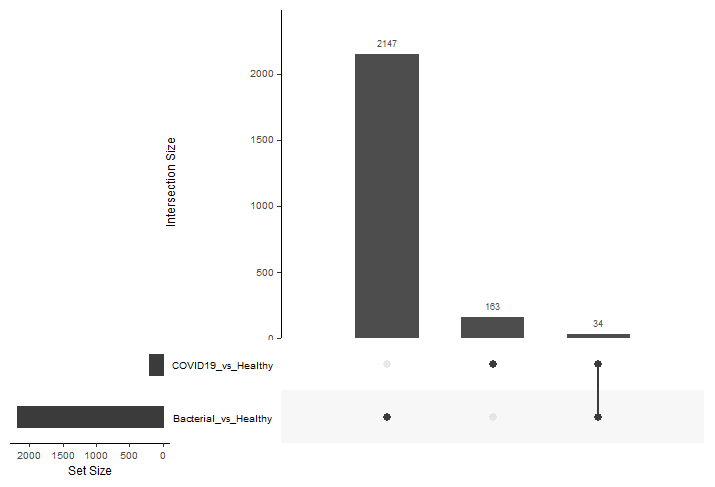 2147
2000
1500
Intersection Size
1000
500
163
34
0
COVID19_vs_Healthy
Bacterial_vs_Healthy
2000 1500 1000 500 0
Set Size